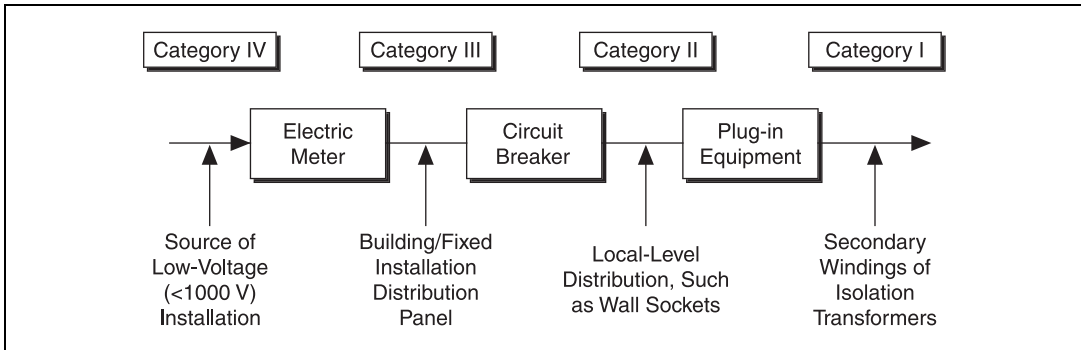 Category IV
Category III
Category II
Category I
Electric
Meter
Circuit
Breaker
Plug-in
Equipment
Source of
Low-Voltage
(<1000 V)
Installation
Building/Fixed
Installation
Distribution
Panel
Local-Level
Distribution, Such
as Wall Sockets
Secondary
Windings of
Isolation
Transformers